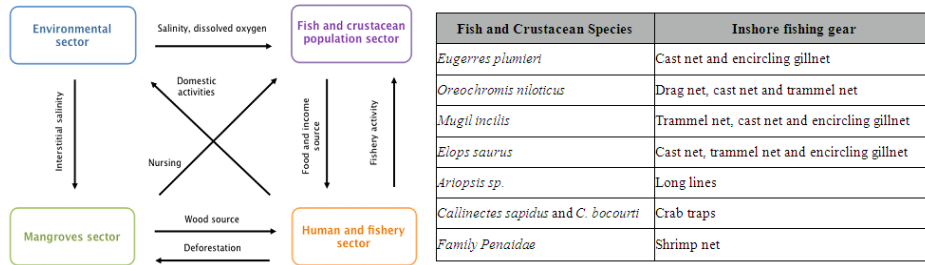 Environmental
sector
Salinity, dissolved oxygen
Fish and crustacean
population sector
Domestic
activities
Interstitial salinity
Food and income
source
Fishery activity
Nursing
Mangroves sector
Wood source
Deforestation
Human and fishery
sector
Fish and Crustacean Species Inshore fishing gear
Eugerres plumieri Cast net and encircling gillnet
Oreochromis niloticus Drag net, cast net and trammel net
Mugil incilis Trammel net, cast net and encircling gillnet
Elops saurus Cast net, trammel net and encircling gillnet
Ariopsis sp. Long lines
Callinectes sapidus and C. bocourti Crab traps
Family Penaidae Shrimp net